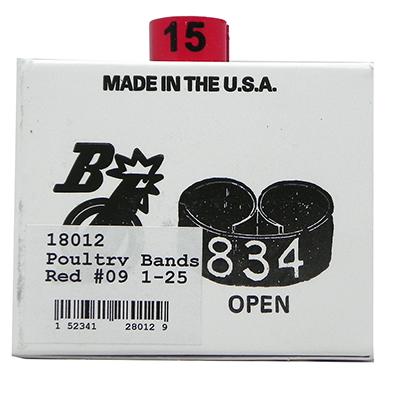 15
MADE IN THE U.S.A.
B
834
18012
Poultry Bands
Red #09 1-25
OPEN
1 52341 28012 9